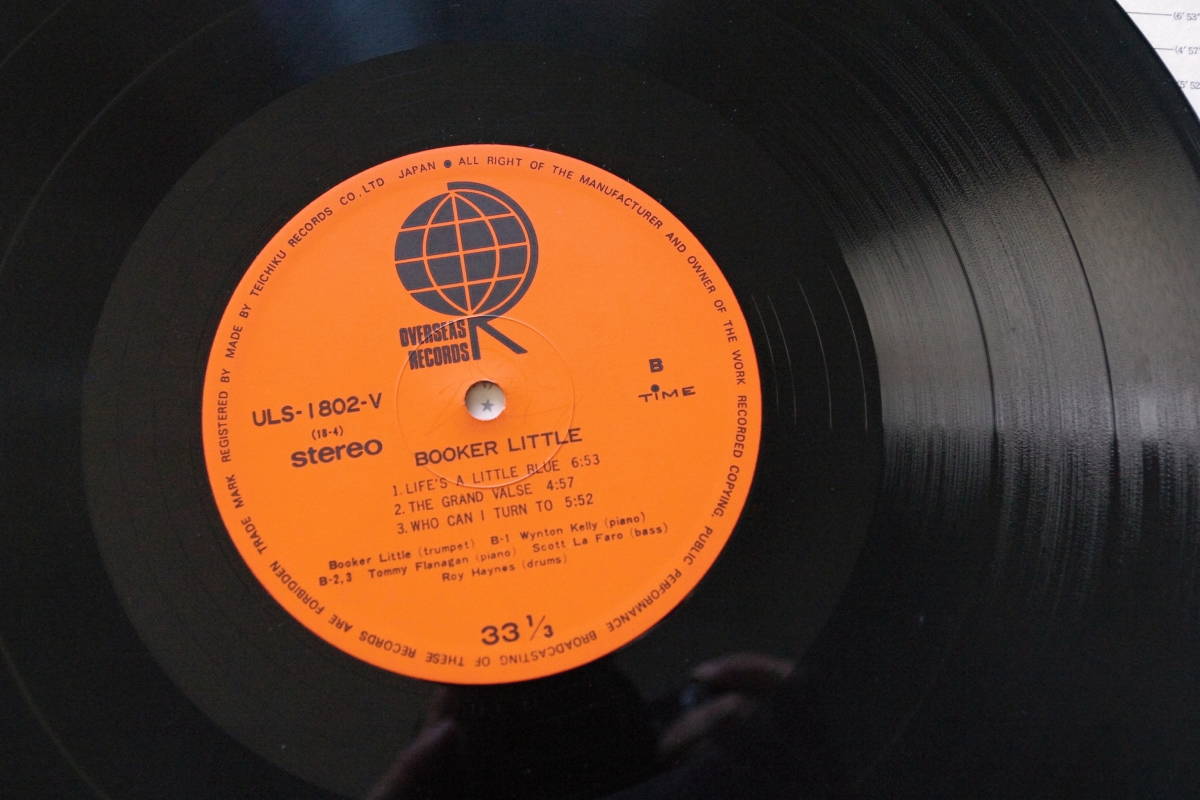 TRADE MARK REGISTERED BY MADE BY TEICHIKU RECORDS CO., LTD JAPAN ● ALL RIGHT OF THE MANUFACTURER AND OWNER OF THE WORK RECORDED COPYING, PUBLIC PERFORMANCE BROADCASTING OF THESE RECORDS ARE FORBIDDEN
OVERSEAS
RECORDS
B
TIME
ULS-1802-V
(18-4)
stereo
BOOKER LITTLE
1. LIFE'S A LITTLE BLUE 6:53
2. THE GRAND VALSE 4:57
3. WHO CAN I TURN TO 5:52
Booker Little (trumpet) B-1 Wynton Kelly (piano)
B-2,3 Tommy Flanagan (piano) Scott La Faro (bass)
Roy Haynes (drums)
33 1/3
(6'53"
(4'57"